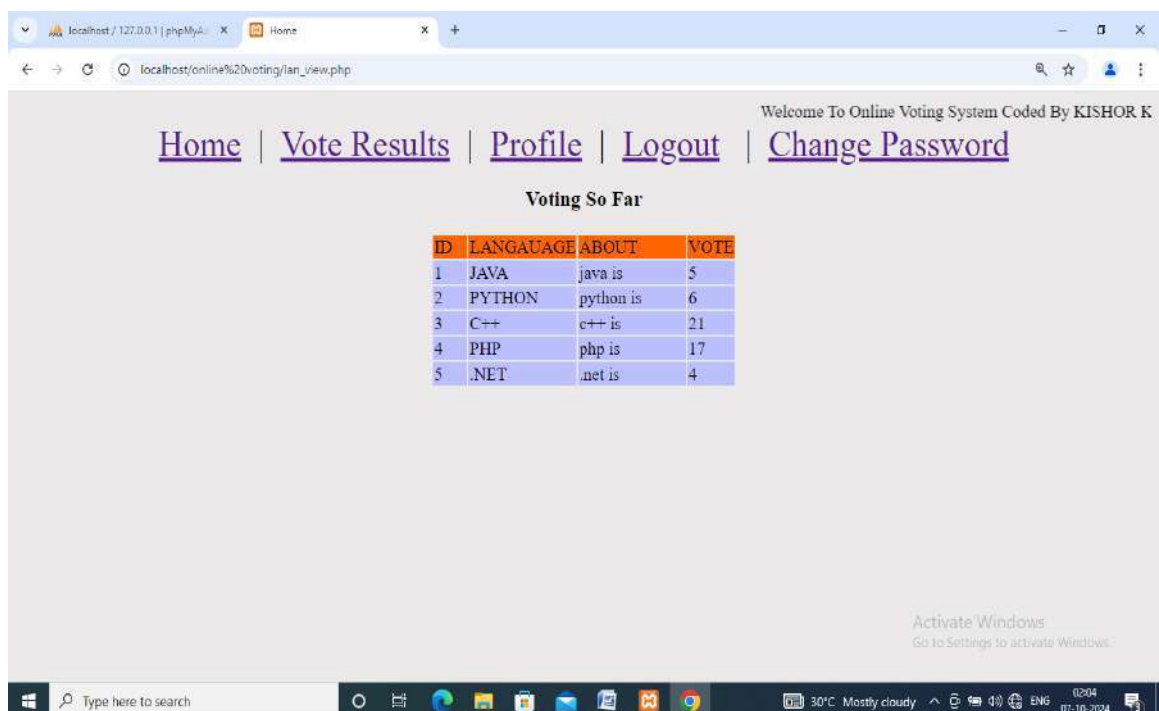 localhost / 127.0.0.1 | phpMyA
Home
localhost/online%20voting/lan_view.php
Welcome To Online Voting System Coded By KISHOR K
Home | Vote Results | Profile | Logout | Change Password
Voting So Far
ID LANGAUAGE ABOUT VOTE
1 JAVA java is 5
2 PYTHON python is 6
3 C++ c++ is 21
4 PHP php is 17
5 .NET .net is 4
Activate Windows
Go to Settings to activate Windows.
Type here to search
30°C Mostly cloudy
ENG
02:04
07-10-2024